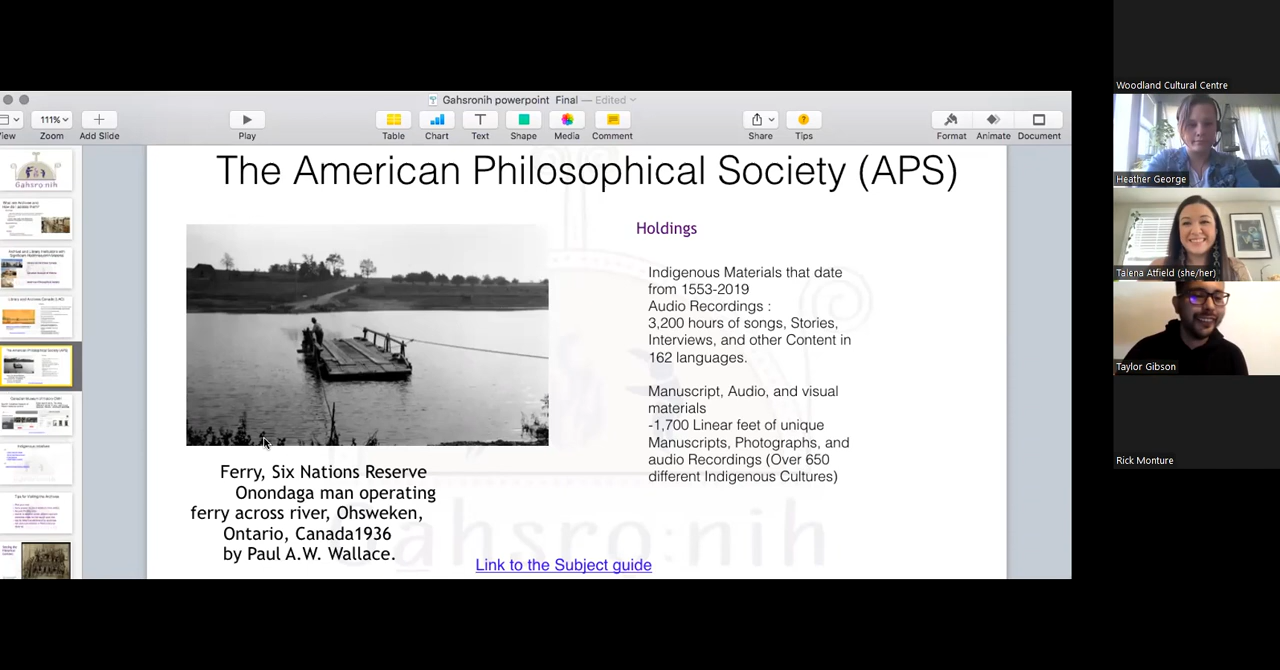 Gahsronih powerpoint Final — Edited
111%
View
Zoom
Add Slide
Play
Table
Chart
Text
Shape
Media
Comment
Share
Tips
Format
Animate
Document
Gahsro:nih
The American Philosophical Society (APS)
Holdings
Indigenous Materials that date
from 1553-2019
Audio Recordings :
3,200 hours of songs, Stories,
Interviews, and other Content in
162 languages.
Manuscript, Audio, and visual
materials
-1,700 Linear feet of unique
Manuscripts, Photographs, and
audio Recordings (Over 650
different Indigenous Cultures)
Ferry, Six Nations Reserve
Onondaga man operating
ferry across river, Ohsweken,
Ontario, Canada1936
by Paul A.W. Wallace.
Link to the Subject guide
Woodland Cultural Centre
Heather George
Talena Atfield (she/her)
Taylor Gibson
Rick Monture